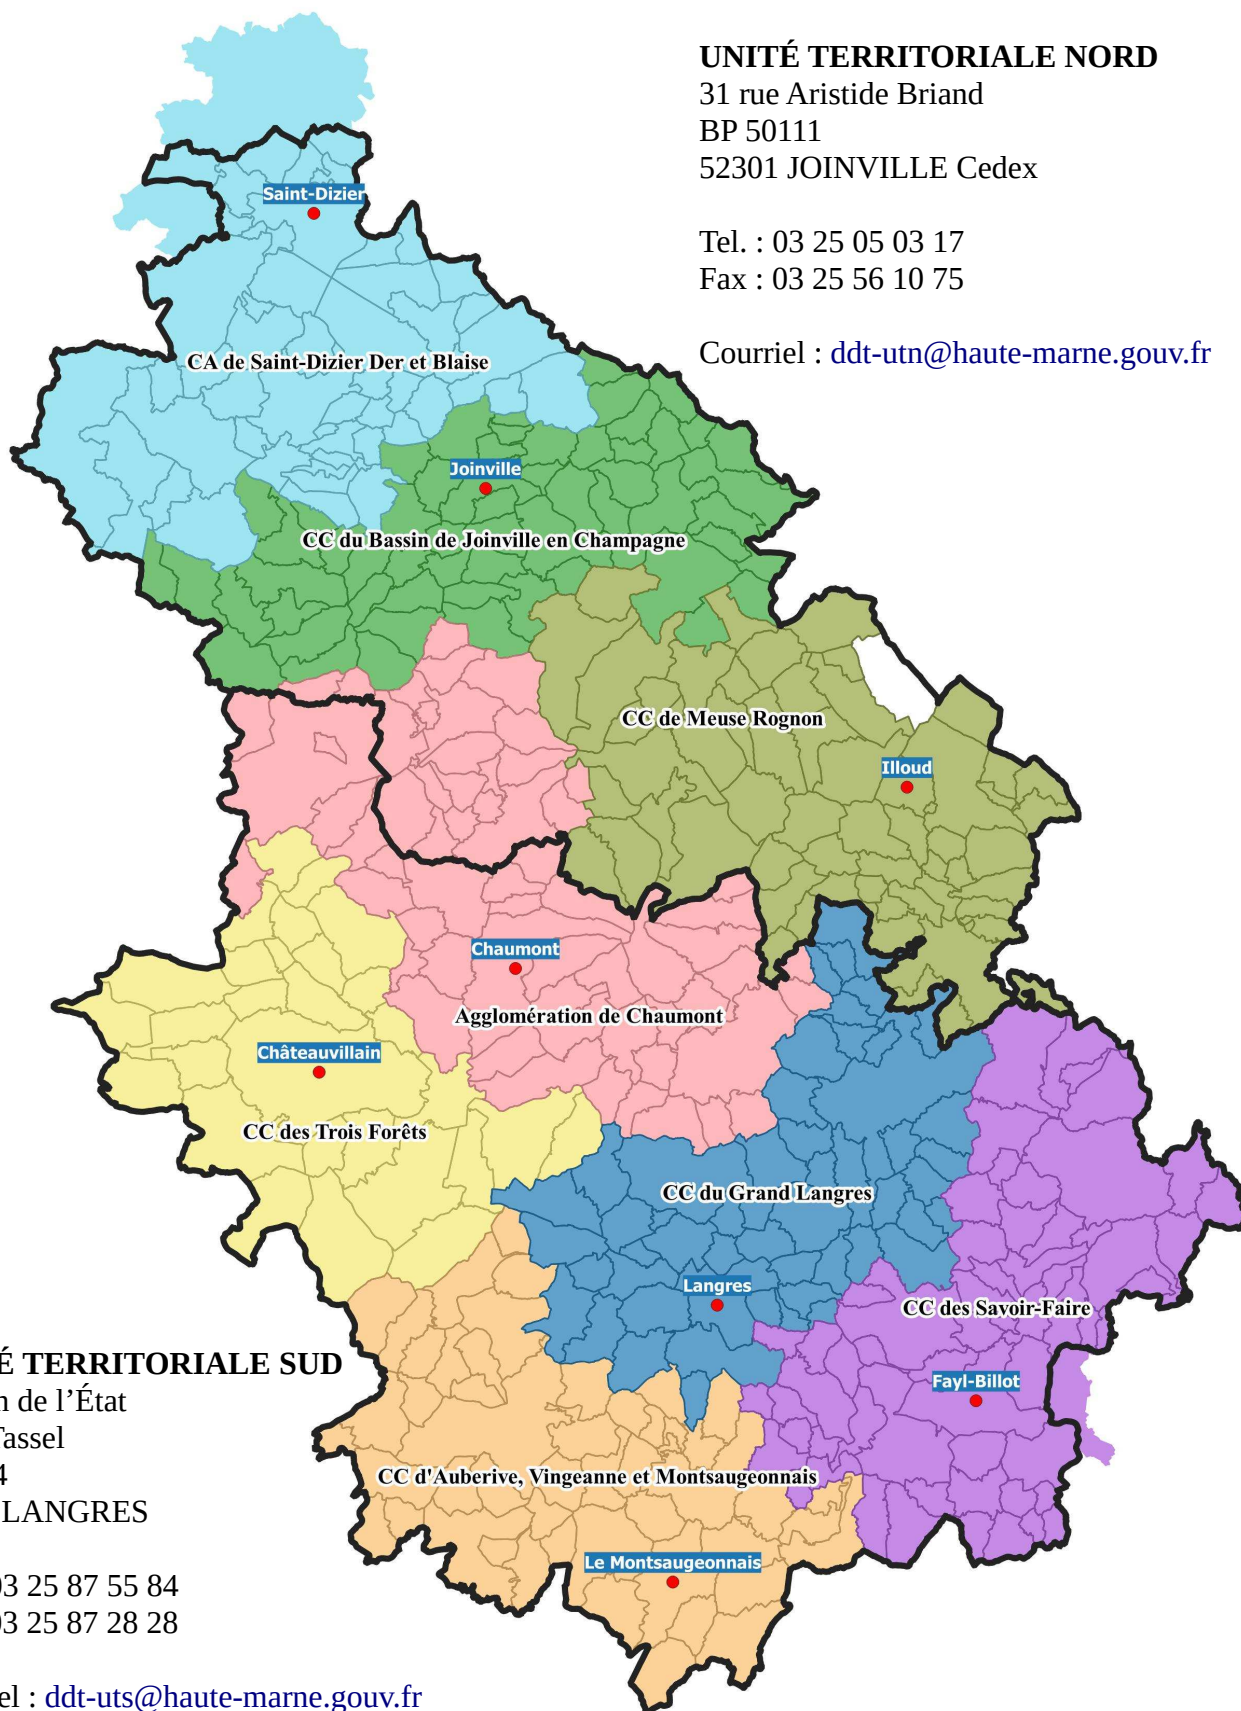 UNITÉ TERRITORIALE NORD
31 rue Aristide Briand
BP 50111
52301 JOINVILLE Cedex
Tel. : 03 25 05 03 17
Fax : 03 25 56 10 75
Courriel : ddt-utn@haute-marne.gouv.fr
Saint-Dizier
CA de Saint-Dizier Der et Blaise
Joinville
CC du Bassin de Joinville en Champagne
CC de Meuse Rognon
Illoud
Chaumont
Agglomération de Chaumont
Châteauvillain
CC des Trois Forêts
CC du Grand Langres
Langres
CC des Savoir-Faire
Fayl-Billot
CC d'Auberive, Vingeanne et Montsaugeonnais
Le Montsaugeonnais
É TERRITORIALE SUD
n de l’État
Tassel
4
LANGRES
03 25 87 55 84
03 25 87 28 28
el : ddt-uts@haute-marne.gouv.fr